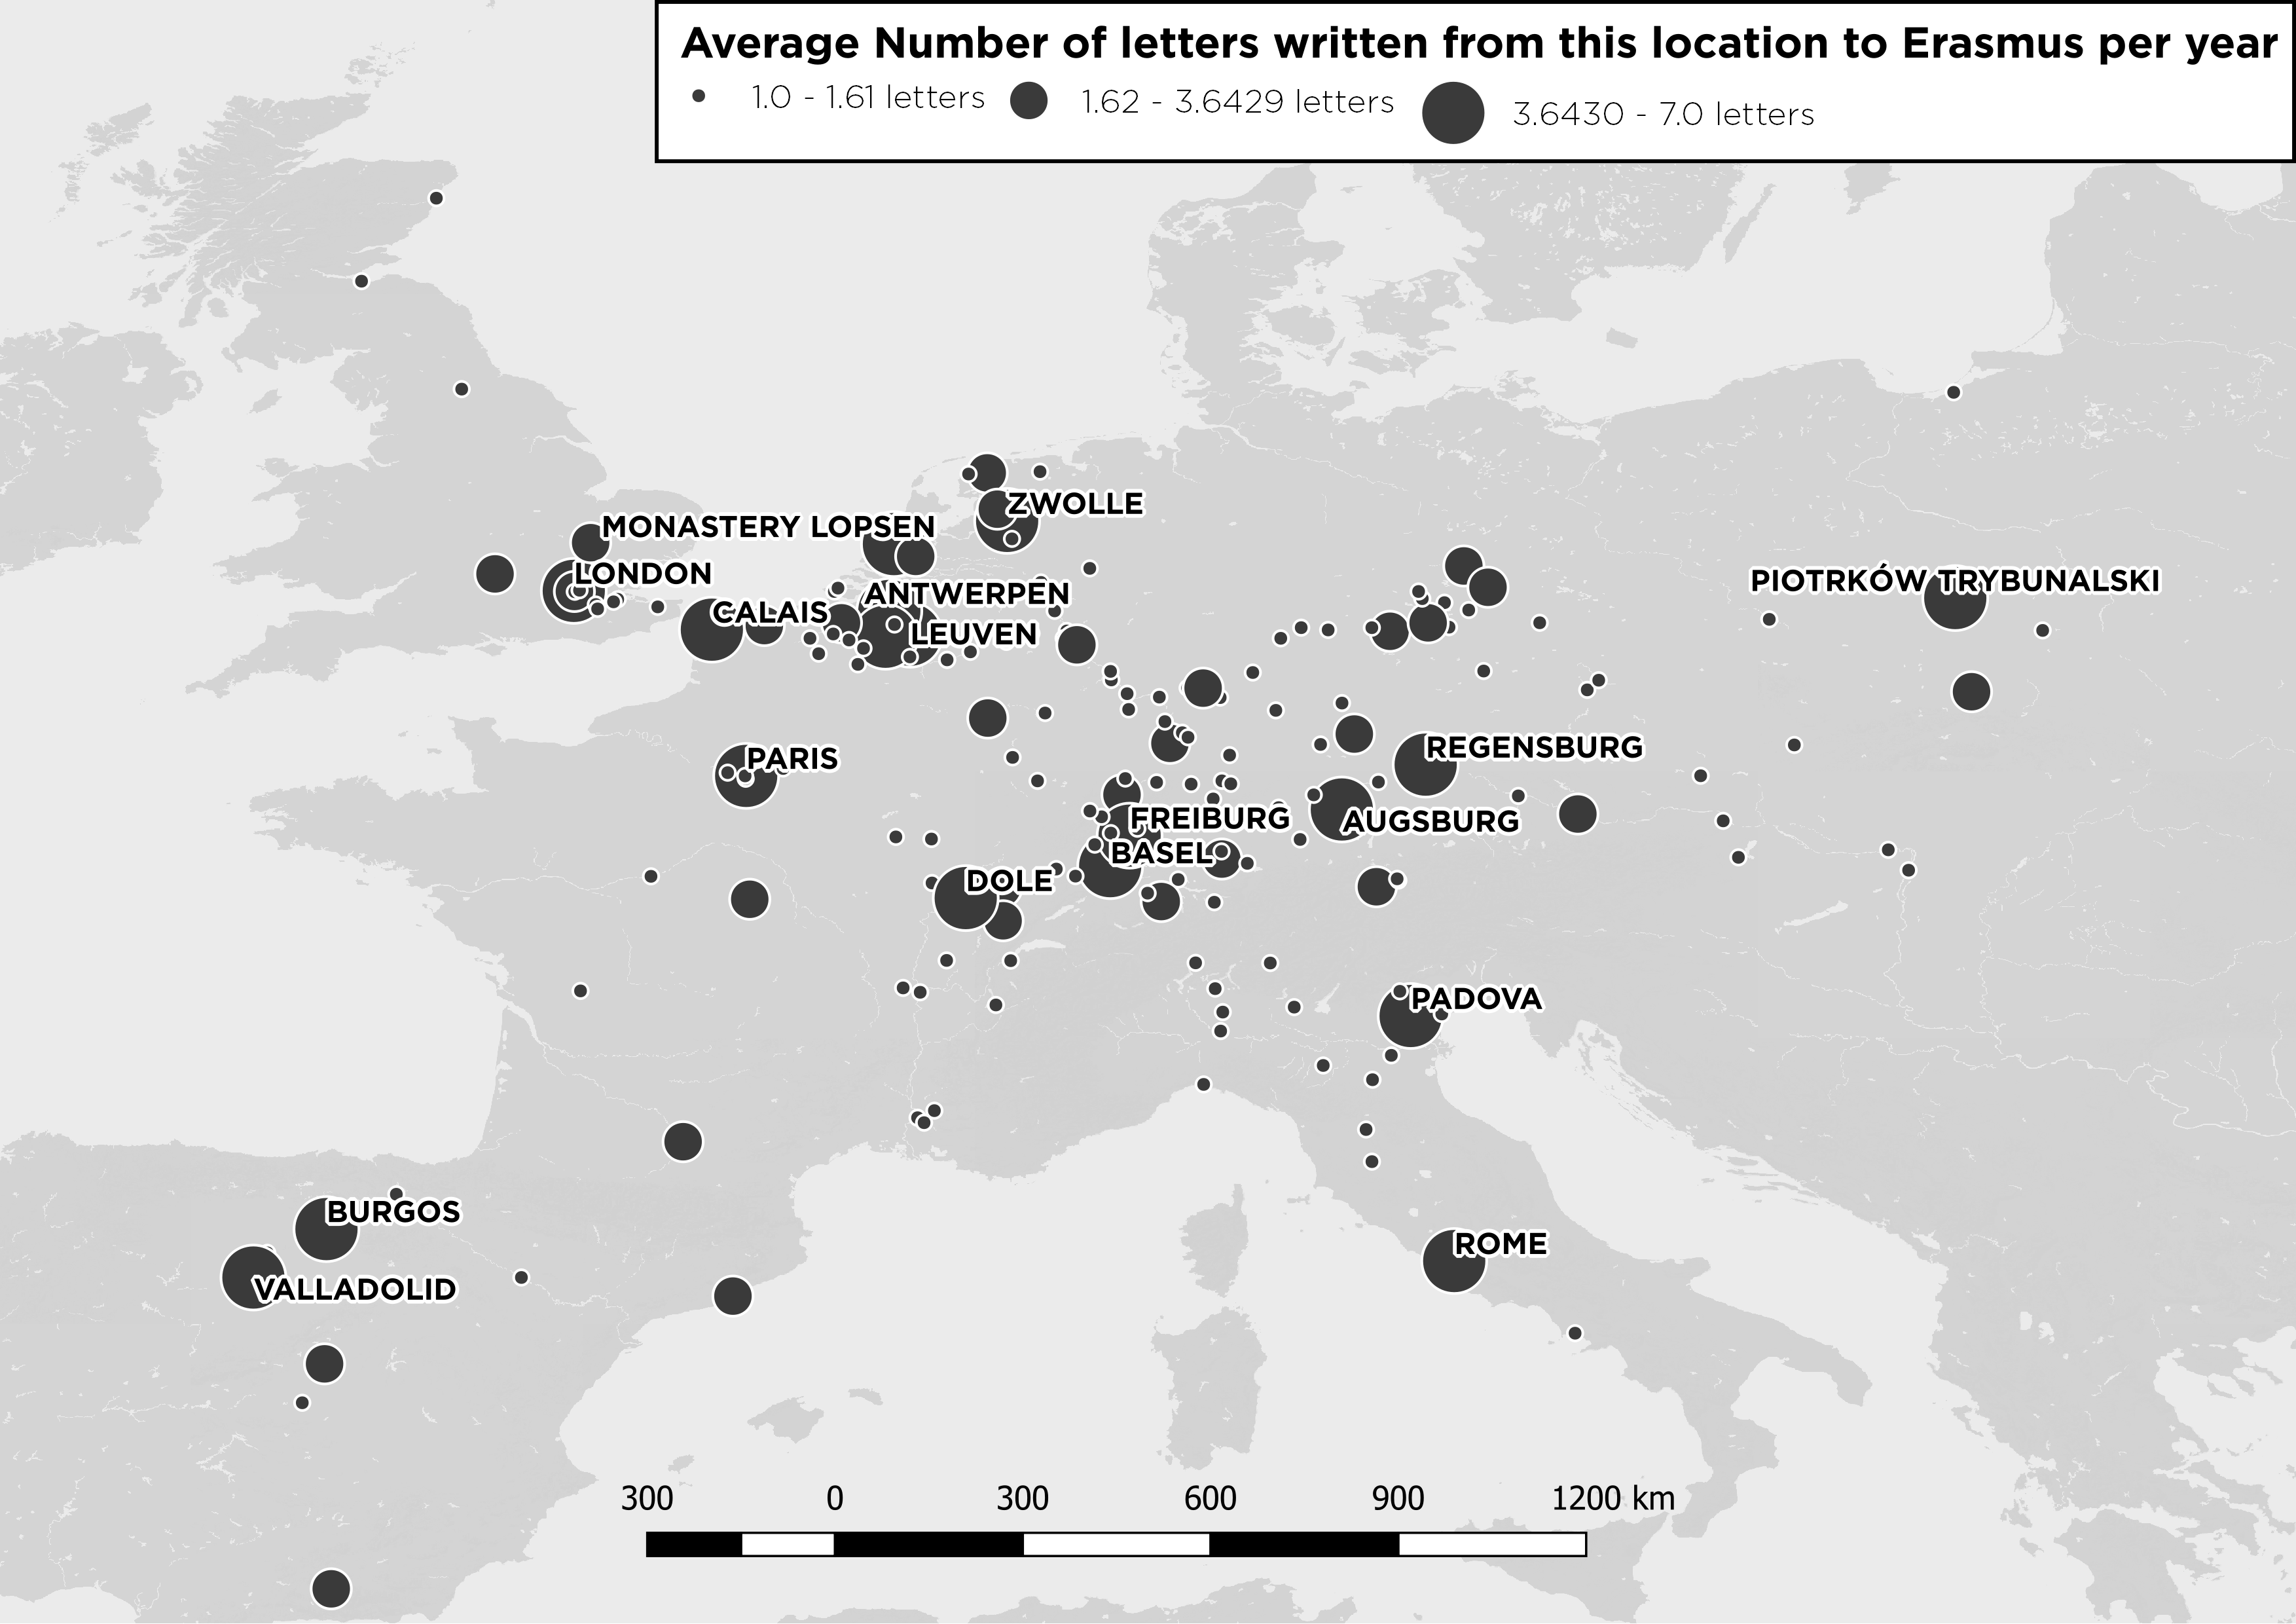 Average Number of letters written from this location to Erasmus per year
1.0 - 1.61 letters 1.62 - 3.6429 letters 3.6430 - 7.0 letters
ZWOLLE
MONASTERY LOPSEN
LONDON
PIOTRKÓW TRYBUNALSKI
ANTWERPEN
CALAIS
LEUVEN
REGENSBURG
PARIS
FREIBURG
AUGSBURG
BASEL
DOLE
PADOVA
BURGOS
ROME
VALLADOLID
300 0 300 600 900 1200 km